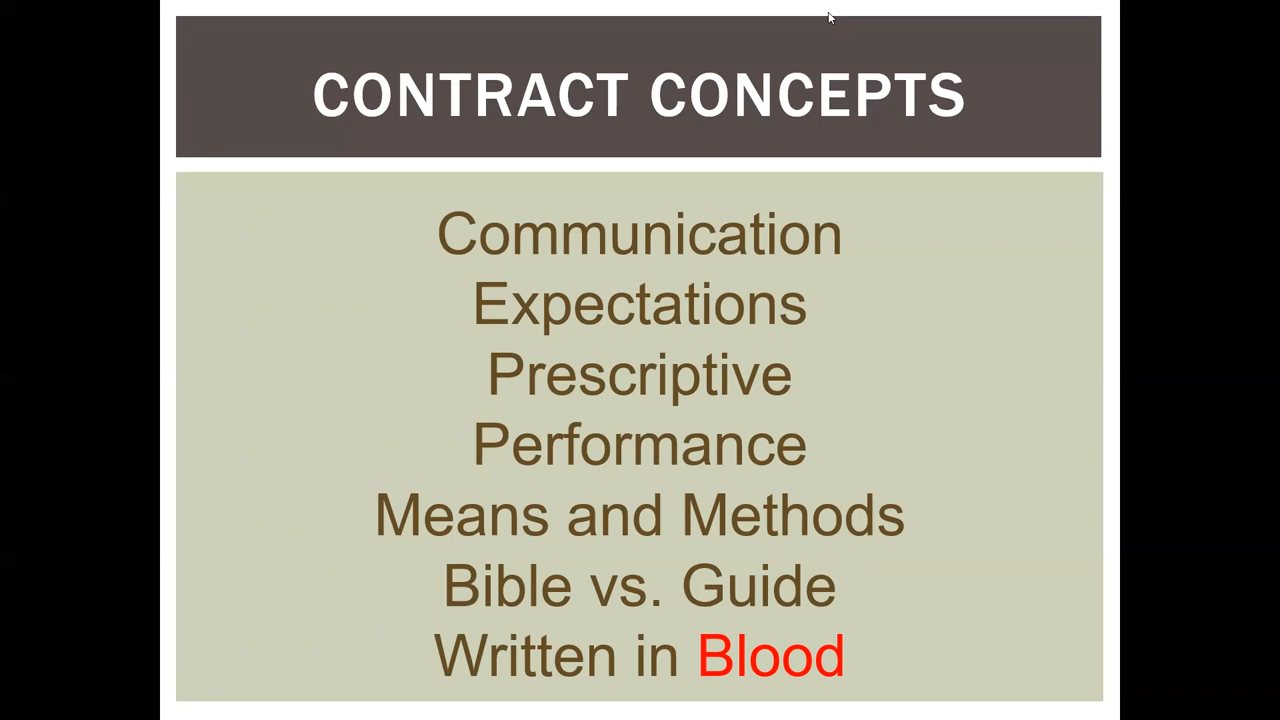 CONTRACT CONCEPTS
Communication
Expectations
Prescriptive
Performance
Means and Methods
Bible vs. Guide
Written in Blood